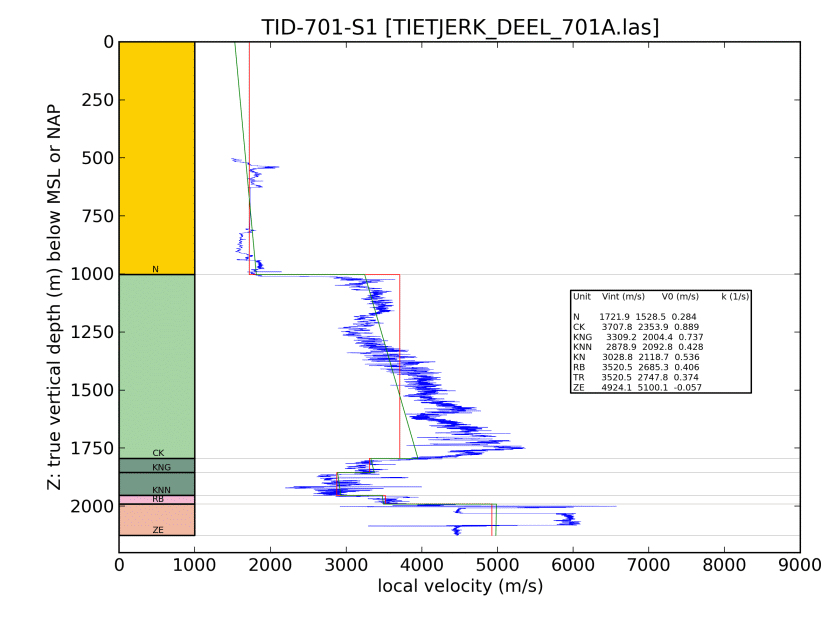 TID-701-S1 [TIETJERK_DEEL_701A.las]
Z: true vertical depth (m) below MSL or NAP
0
250
500
750
1000
1250
1500
1750
2000
N
CK
KNG
KNN
RB
ZE
Unit Vint (m/s) V0 (m/s) k (1/s)
N 1721.9 1528.5 0.284
CK 3707.8 2353.9 0.889
KNG 3309.2 2004.4 0.737
KNN 2878.9 2092.8 0.428
KN 3028.8 2118.7 0.536
RB 3520.5 2685.3 0.406
TR 3520.5 2747.8 0.374
ZE 4924.1 5100.1 -0.057
0 1000 2000 3000 4000 5000 6000 7000 8000 9000
local velocity (m/s)